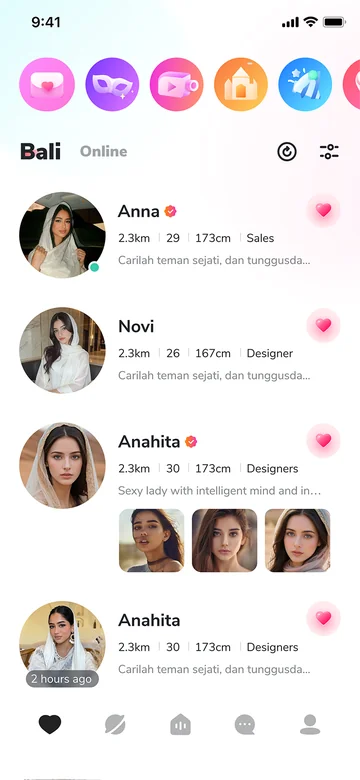 9:41
Bali Online
Anna
2.3km 29 173cm Sales
Carilah teman sejati, dan tunggusda...
Novi
2.3km 26 167cm Designer
Carilah teman sejati, dan tunggusda...
Anahita
2.3km 30 173cm Designers
Sexy lady with intelligent mind and in...
Anahita
2.3km 30 173cm Designers
Carilah teman sejati, dan tunggusda...
2 hours ago